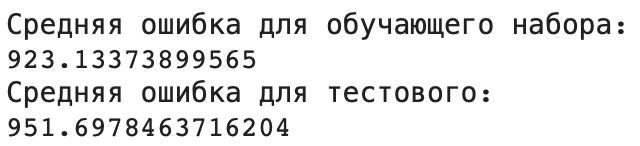 Средняя ошибка для обучающего набора:
923.13373899565
Средняя ошибка для тестового:
951.6978463716204